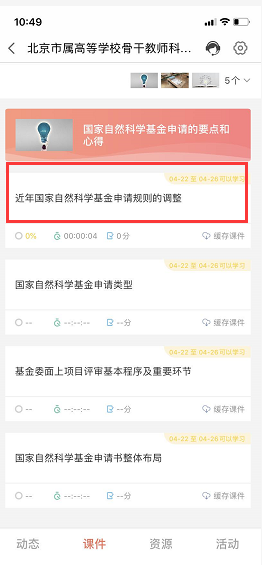 10:49
北京市属高等学校骨干教师科...
5个
国家自然科学基金申请的要点和
心得
04-22 至 04-26可以学习
近年国家自然科学基金申请规则的调整
0% 00:00:04 0分 缓存课件
04-22 至 04-26可以学习
国家自然科学基金申请类型
-- --:--:-- --分 缓存课件
04-22 至 04-26可以学习
基金委面上项目评审基本程序及重要环节
-- --:--:-- --分 缓存课件
04-22 至 04-26可以学习
国家自然科学基金申请书整体布局
-- --:--:-- --分 缓存课件
动态 课件 资源 活动